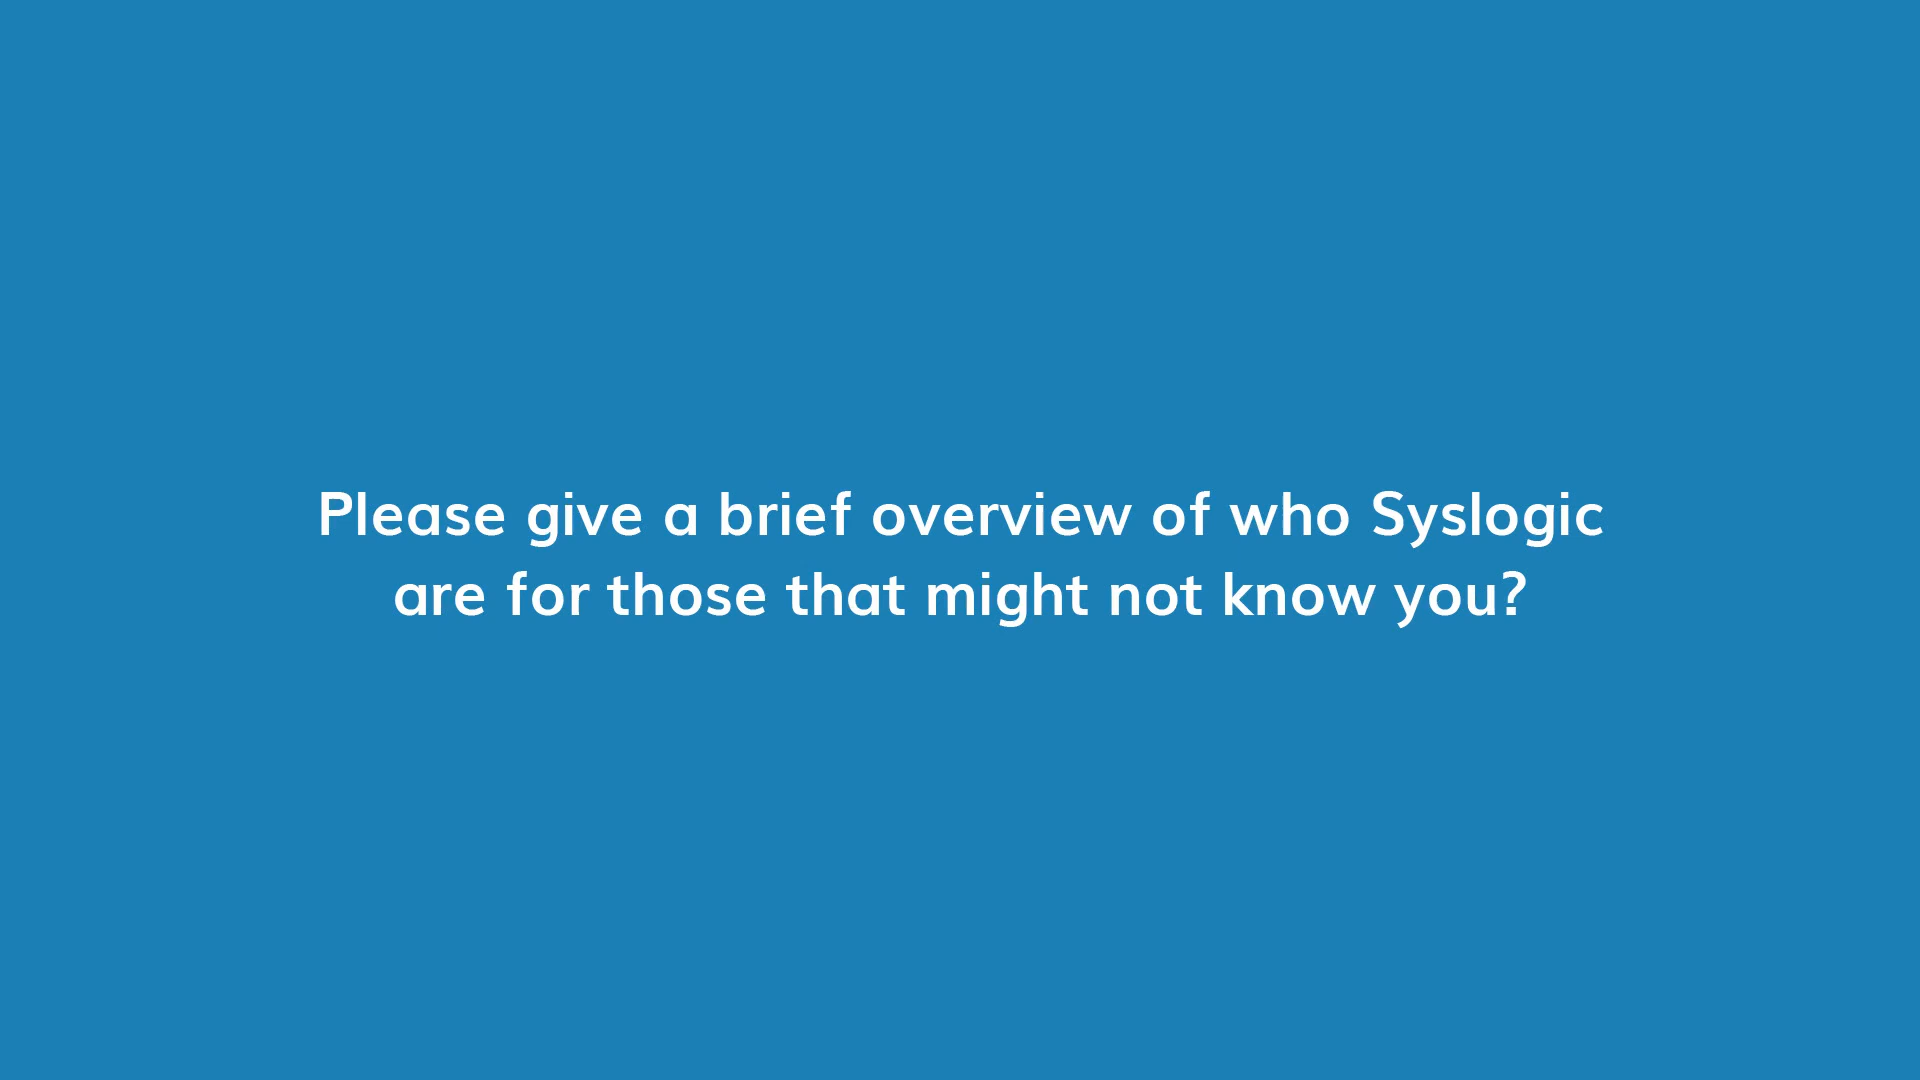 Please give a brief overview of who Syslogic
are for those that might not know you?